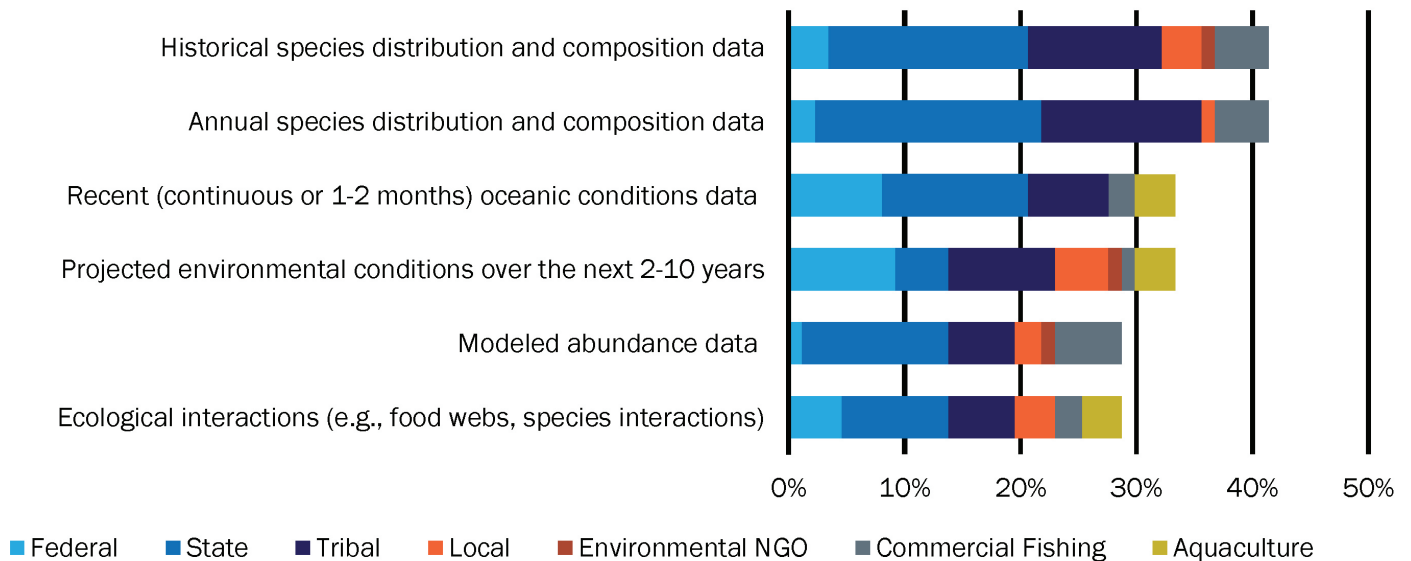 Historical species distribution and composition data
Annual species distribution and composition data
Recent (continuous or 1-2 months) oceanic conditions data
Projected environmental conditions over the next 2-10 years
Modeled abundance data
Ecological interactions (e.g., food webs, species interactions)
0% 10% 20% 30% 40% 50%
Federal State Tribal Local Environmental NGO Commercial Fishing Aquaculture